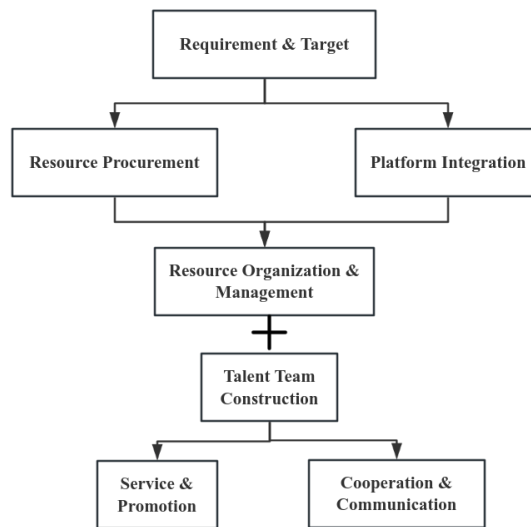 Requirement & Target
Resource Procurement
Platform Integration
Resource Organization &
Management
+
Talent Team
Construction
Service &
Promotion
Cooperation &
Communication